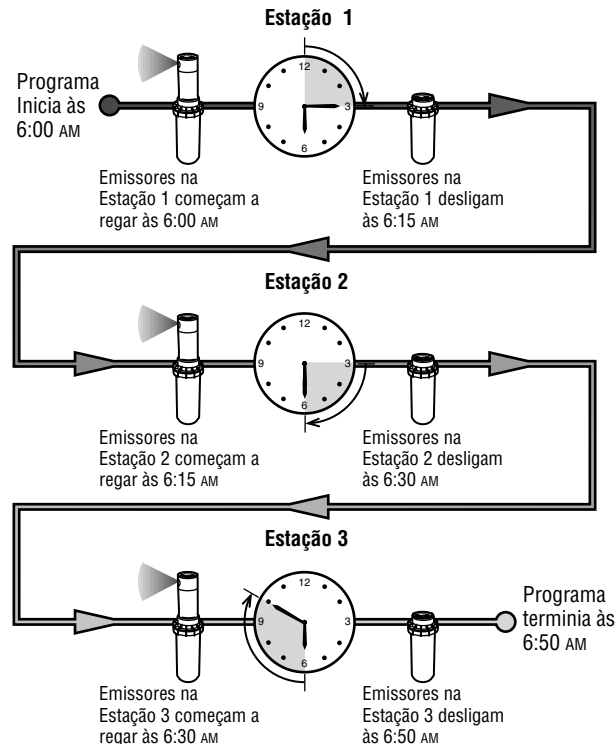 Estação 1
Programa
Inicia às
6:00 AM
12
3
6
9
Emissores na
Estação 1 começam a
regar às 6:00 AM
Emissores na
Estação 1 desligam
às 6:15 AM
Estação 2
12
3
6
9
Emissores na
Estação 2 começam a
regar às 6:15 AM
Emissores na
Estação 2 desligam
às 6:30 AM
Estação 3
12
3
6
9
Programa
terminia às
6:50 AM
Emissores na
Estação 3 começam a
regar às 6:30 AM
Emissores na
Estação 3 desligam
às 6:50 AM